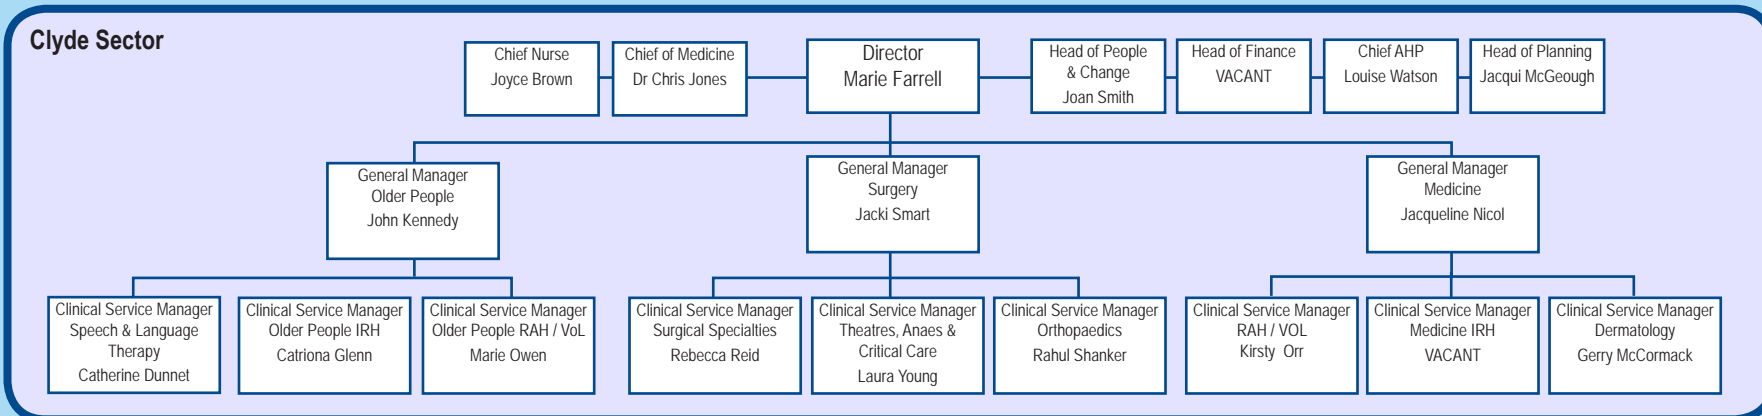 Clyde Sector
Chief Nurse
Joyce Brown
Chief of Medicine
Dr Chris Jones
Director
Marie Farrell
Head of People
& Change
Joan Smith
Head of Finance
VACANT
Chief AHP
Louise Watson
Head of Planning
Jacqui McGeough
General Manager
Older People
John Kennedy
General Manager
Surgery
Jacki Smart
General Manager
Medicine
Jacqueline Nicol
Clinical Service Manager
Speech & Language
Therapy
Catherine Dunnet
Clinical Service Manager
Older People IRH
Catriona Glenn
Clinical Service Manager
Older People RAH / VoL
Marie Owen
Clinical Service Manager
Surgical Specialties
Rebecca Reid
Clinical Service Manager
Theatres, Anaes &
Critical Care
Laura Young
Clinical Service Manager
Orthopaedics
Rahul Shanker
Clinical Service Manager
RAH / VOL
Kirsty Orr
Clinical Service Manager
Medicine IRH
VACANT
Clinical Service Manager
Dermatology
Gerry McCormack